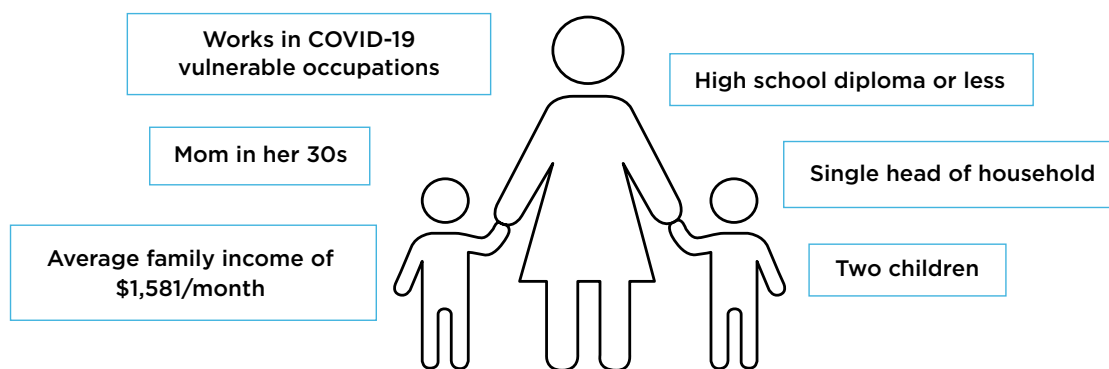 Works in COVID-19
vulnerable occupations
High school diploma or less
Mom in her 30s
Single head of household
Average family income of
$1,581/month
Two children